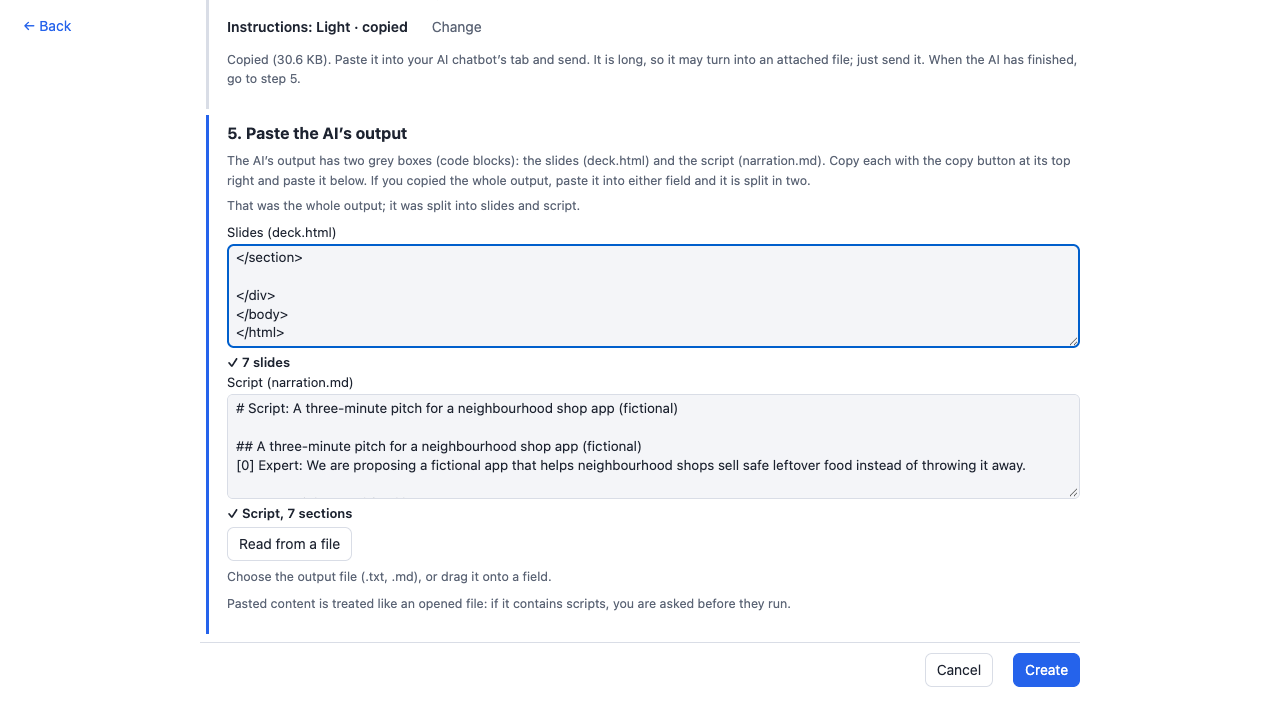 ← Back
Instructions: Light · copied
Change
Copied (30.6 KB). Paste it into your AI chatbot’s tab and send. It is long, so it may turn into an attached file; just send it. When the AI has finished,
go to step 5.
5. Paste the AI’s output
The AI’s output has two grey boxes (code blocks): the slides (deck.html) and the script (narration.md). Copy each with the copy button at its top
right and paste it below. If you copied the whole output, paste it into either field and it is split in two.
That was the whole output; it was split into slides and script.
Slides (deck.html)
</section>
</div>
</body>
</html>
✓ 7 slides
Script (narration.md)
# Script: A three-minute pitch for a neighbourhood shop app (fictional)
## A three-minute pitch for a neighbourhood shop app (fictional)
[0] Expert: We are proposing a fictional app that helps neighbourhood shops sell safe leftover food instead of throwing it away.
✓ Script, 7 sections
Read from a file
Choose the output file (.txt, .md), or drag it onto a field.
Pasted content is treated like an opened file: if it contains scripts, you are asked before they run.
Cancel
Create